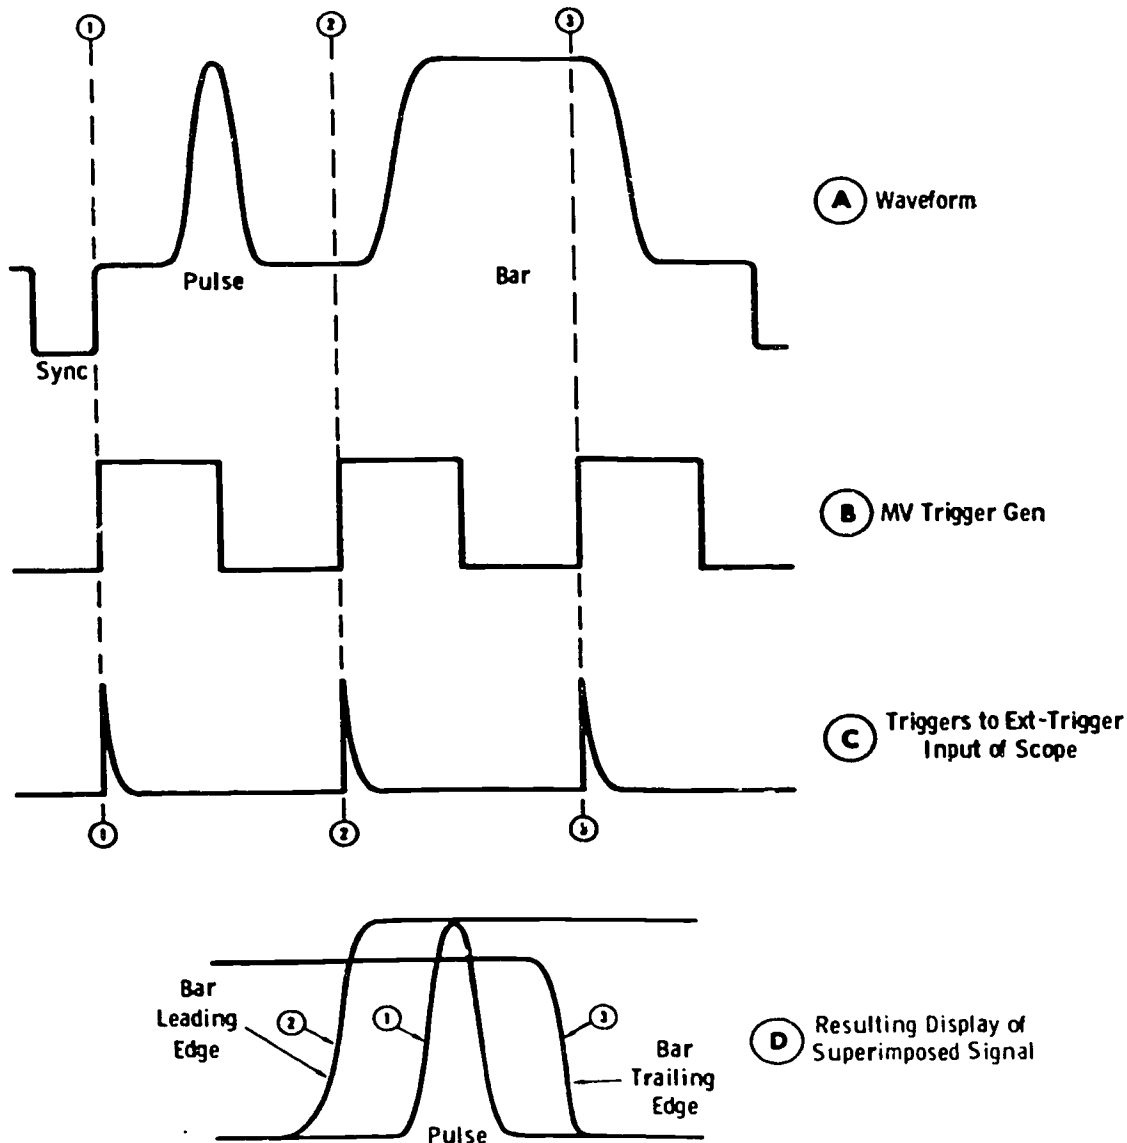 1 2 3
A Waveform
Pulse
Bar
Sync
B MV Trigger Gen
C Triggers to Ext-Trigger
Input of Scope
1 2 3
Bar
Leading
Edge
2
1
3
D Resulting Display of
Superimposed Signal
Bar
Trailing
Edge
Pulse